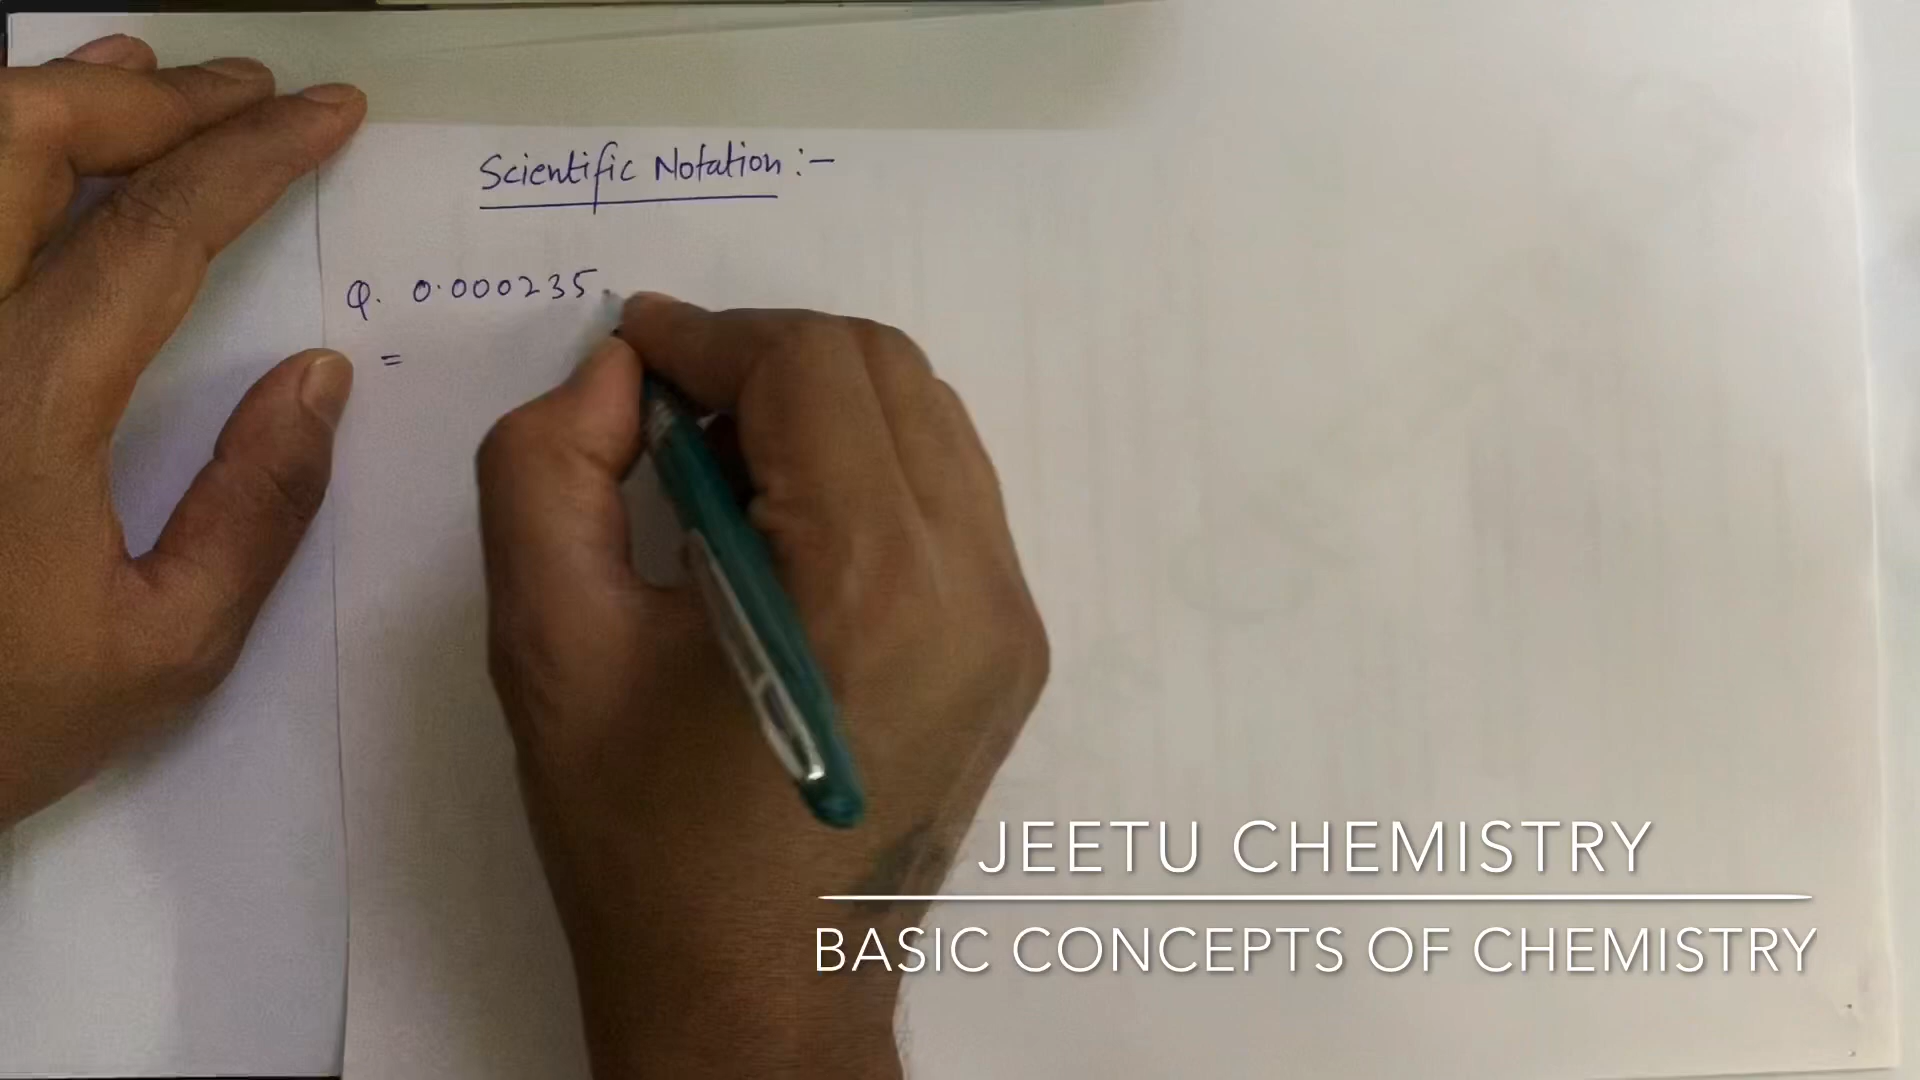 Scientific Notation :-
Q. 0.000235
=
JEETU CHEMISTRY
BASIC CONCEPTS OF CHEMISTRY